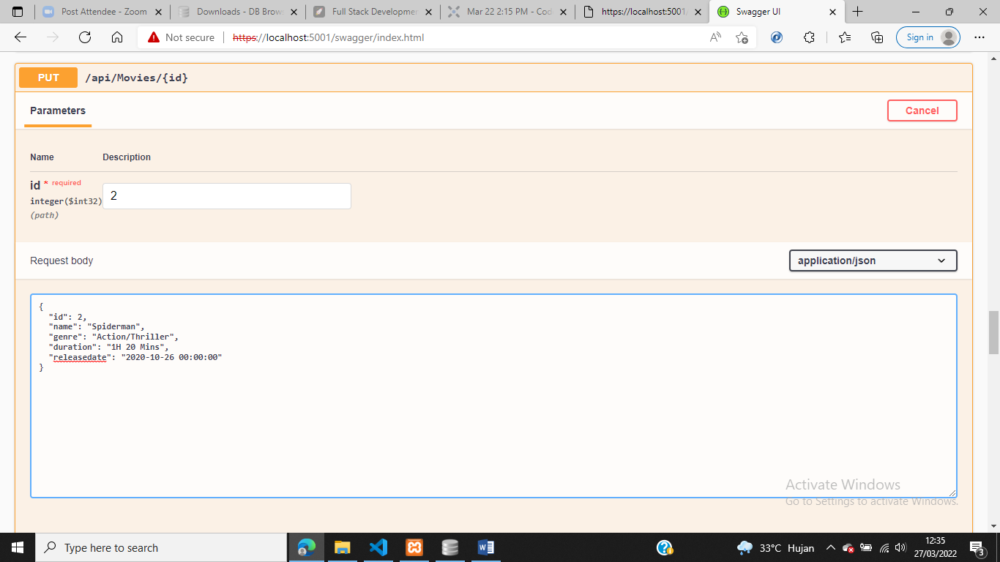 Post Attendee - Zoom
Downloads - DB Brow
Full Stack Developmen
Mar 22 2:15 PM - Cod
https://localhost:5001/
Swagger UI
Not secure
https://localhost:5001/swagger/index.html
Sign in
PUT /api/Movies/{id}
Parameters
Cancel
Name Description
id * required
integer($int32)
(path)
2
Request body
application/json
{
"id": 2,
"name": "Spiderman",
"genre": "Action/Thriller",
"duration": "1H 20 Mins",
"releasedate": "2020-10-26 00:00:00"
}
Activate Windows
Go to Settings to activate Windows.
Type here to search
33°C Hujan
12:35
27/03/2022
3